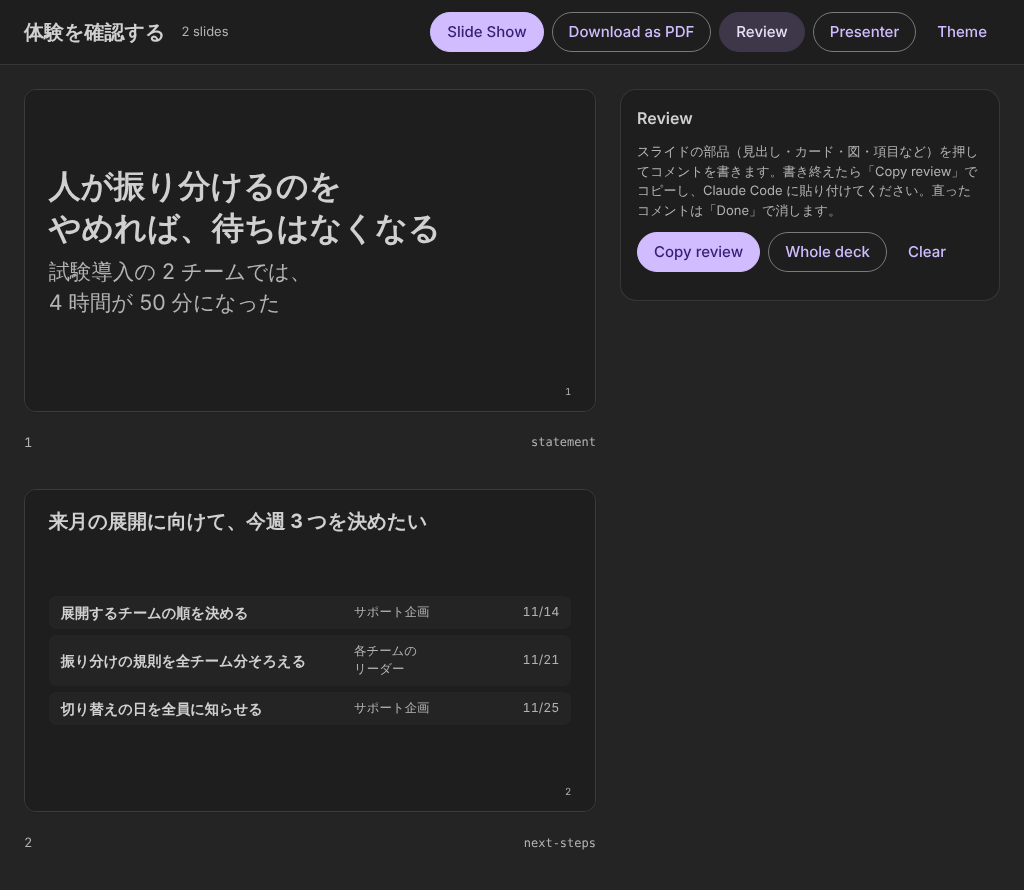 体験を確認する
2 slides
Slide Show
Download as PDF
Review
Presenter
Theme
人が振り分けるのを
やめれば、待ちはなくなる
試験導入の 2 チームでは、
4 時間が 50 分になった
1
1
statement
Review
スライドの部品（見出し・カード・図・項目など）を押し
てコメントを書きます。書き終えたら「Copy review」で
コピーし、Claude Code に貼り付けてください。直った
コメントは「Done」で消します。
Copy review
Whole deck
Clear
来月の展開に向けて、今週 3 つを決めたい
展開するチームの順を決める
サポート企画
11/14
振り分けの規則を全チーム分そろえる
各チームの
リーダー
11/21
切り替えの日を全員に知らせる
サポート企画
11/25
2
2
next-steps